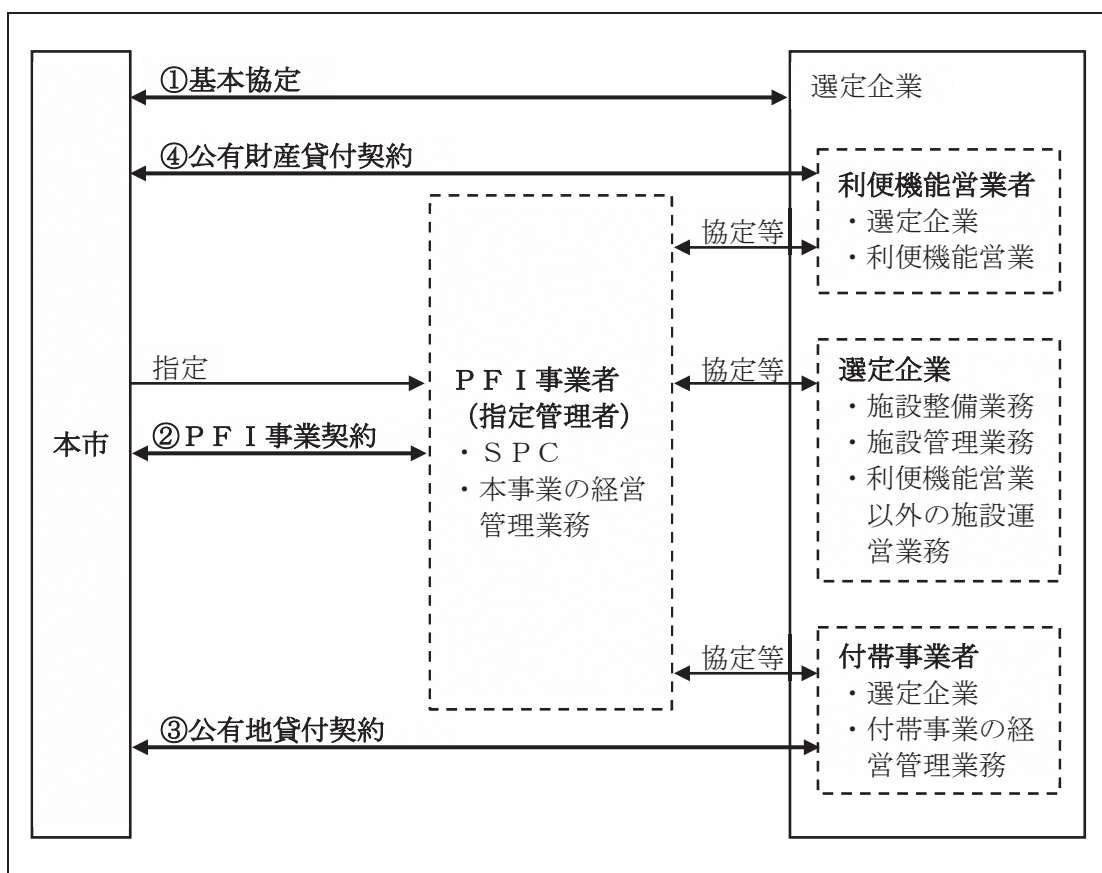 ①基本協定
選定企業
④公有財産貸付契約
利便機能営業者
・選定企業
・利便機能営業
協定等
指定
協定等
選定企業
・施設整備業務
・施設管理業務
・利便機能営業
以外の施設運
営業務
PFI事業者
(指定管理者)
・SPC
・本事業の経営
管理業務
本市
②PFI事業契約
協定等
付帯事業者
・選定企業
・付帯事業の経
営管理業務
③公有地貸付契約